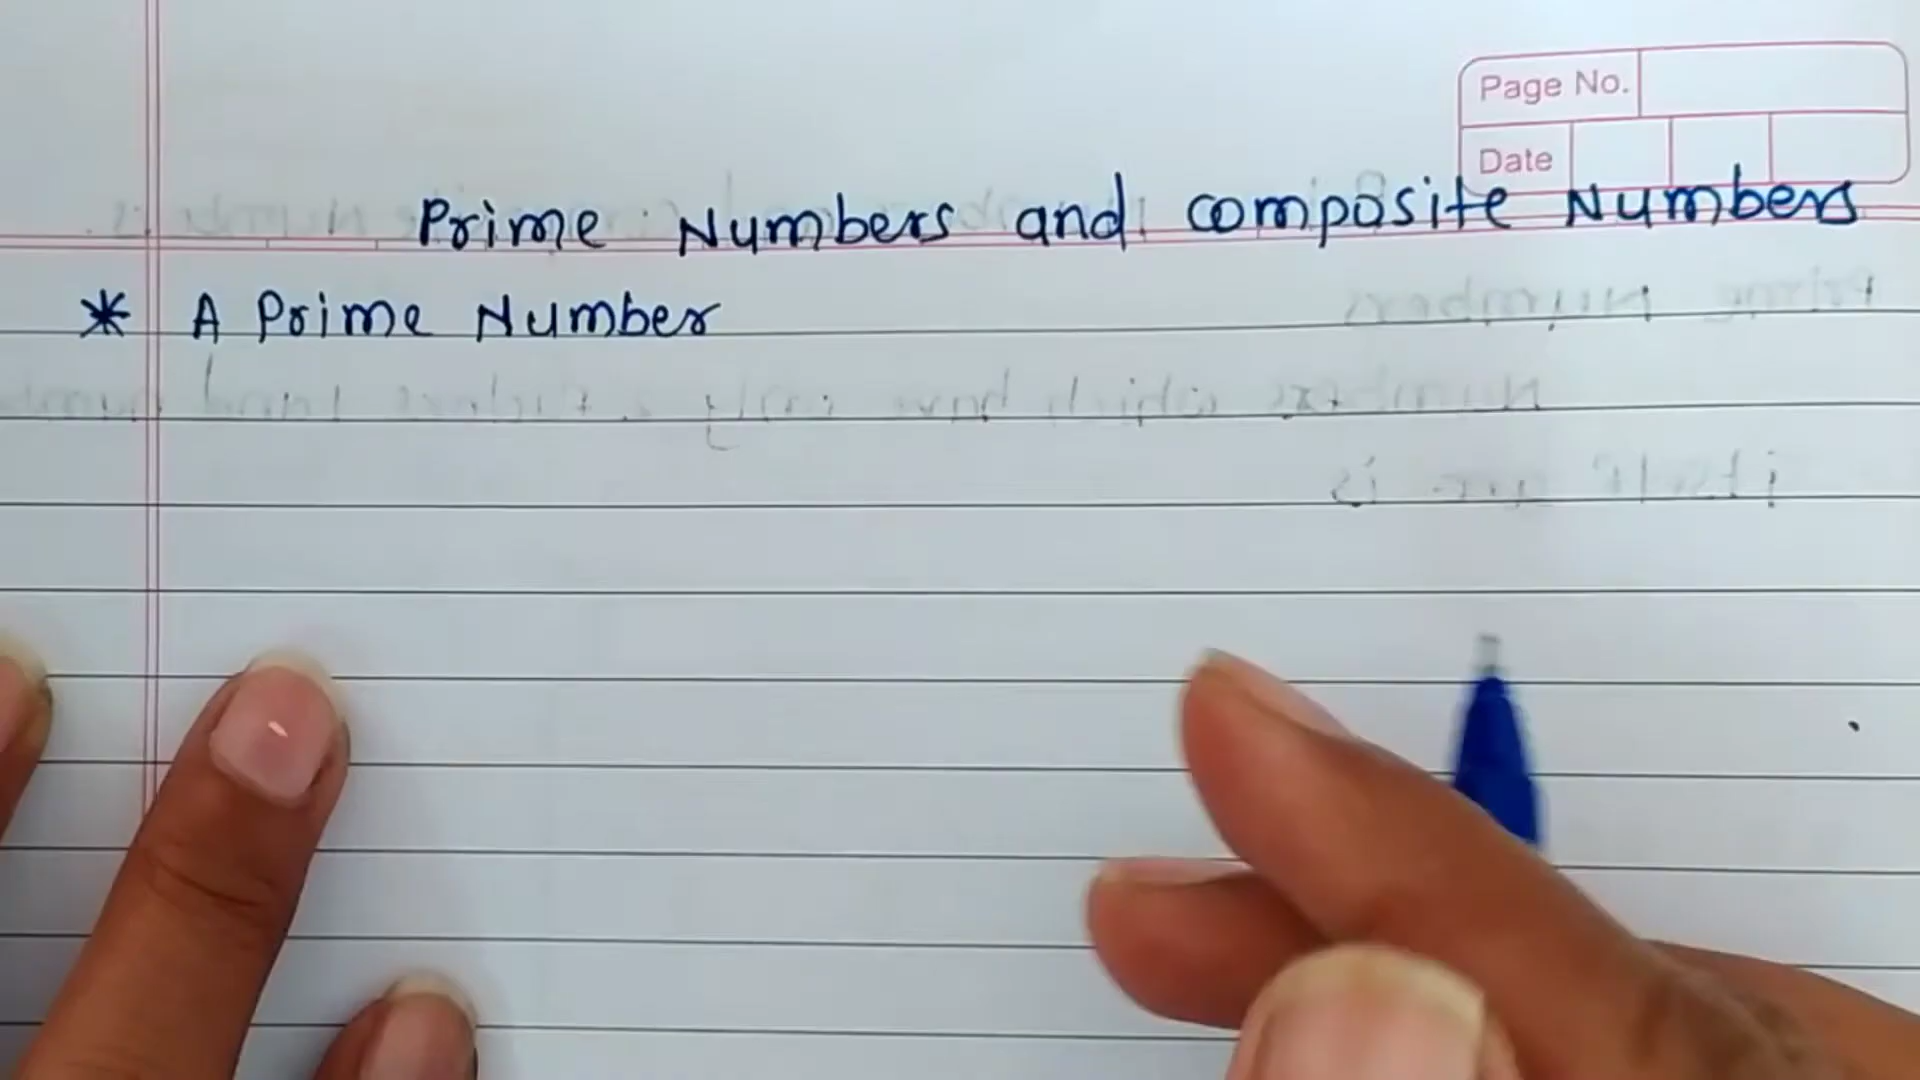 Page No.
Date
Prime Numbers and composite Numbers
* A Prime Number